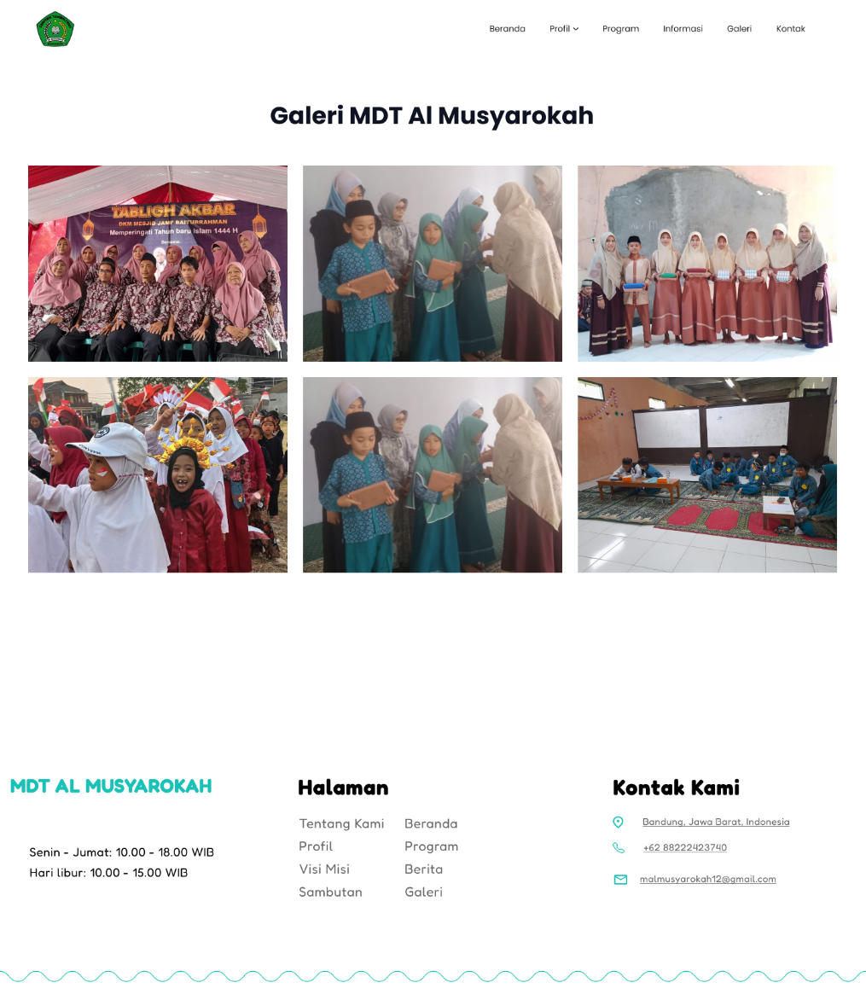 Beranda
Profil
Program
Informasi
Galeri
Kontak
Galeri MDT Al Musyarokah
TABLIGH AKBAR
DKM MESJID JAMI' BAITURRAHMAN
Memperingati Tahun baru Islam 1444 H
Bersama:
MDT AL MUSYAROKAH
Senin - Jumat: 10.00 - 18.00 WIB
Hari libur: 10.00 - 15.00 WIB
Halaman
Tentang Kami
Profil
Visi Misi
Sambutan
Beranda
Program
Berita
Galeri
Kontak Kami
Bandung, Jawa Barat, Indonesia
+62 88222423740
malmusyarokah12@gmail.com